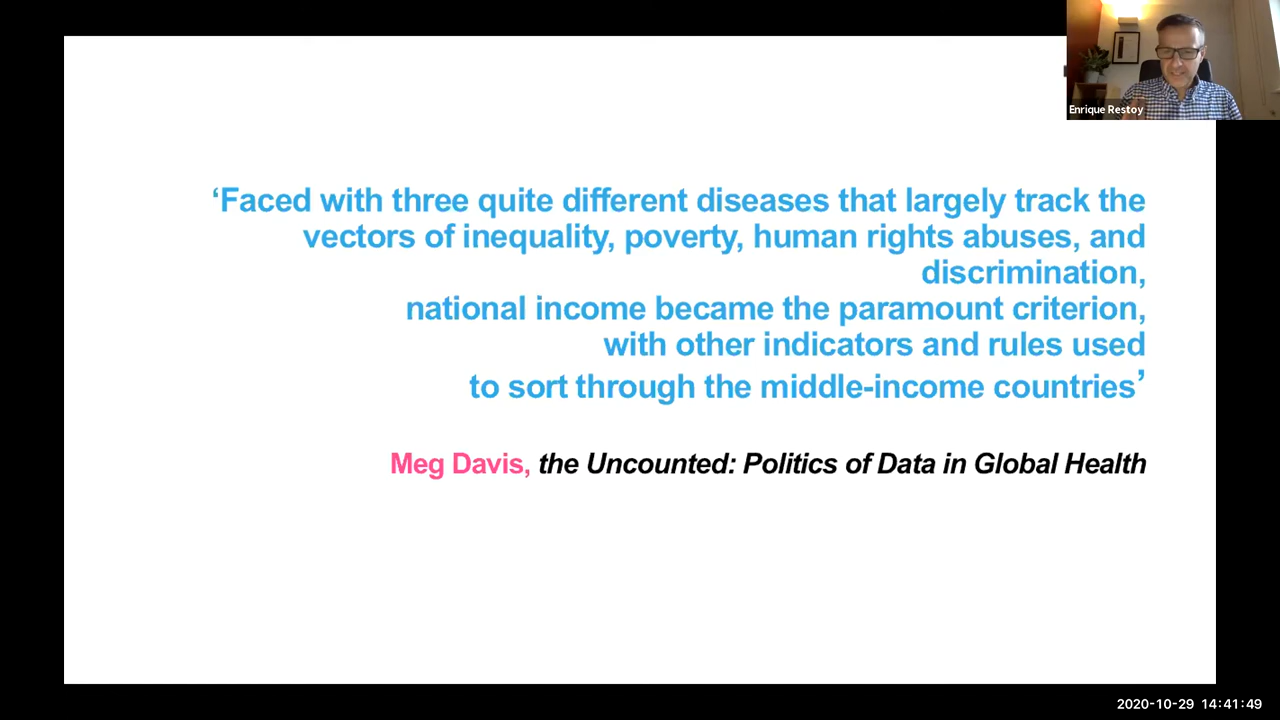 Enrique Restoy
‘Faced with three quite different diseases that largely track the
vectors of inequality, poverty, human rights abuses, and
discrimination,
national income became the paramount criterion,
with other indicators and rules used
to sort through the middle-income countries’
Meg Davis, the Uncounted: Politics of Data in Global Health
2020-10-29 14:41:49